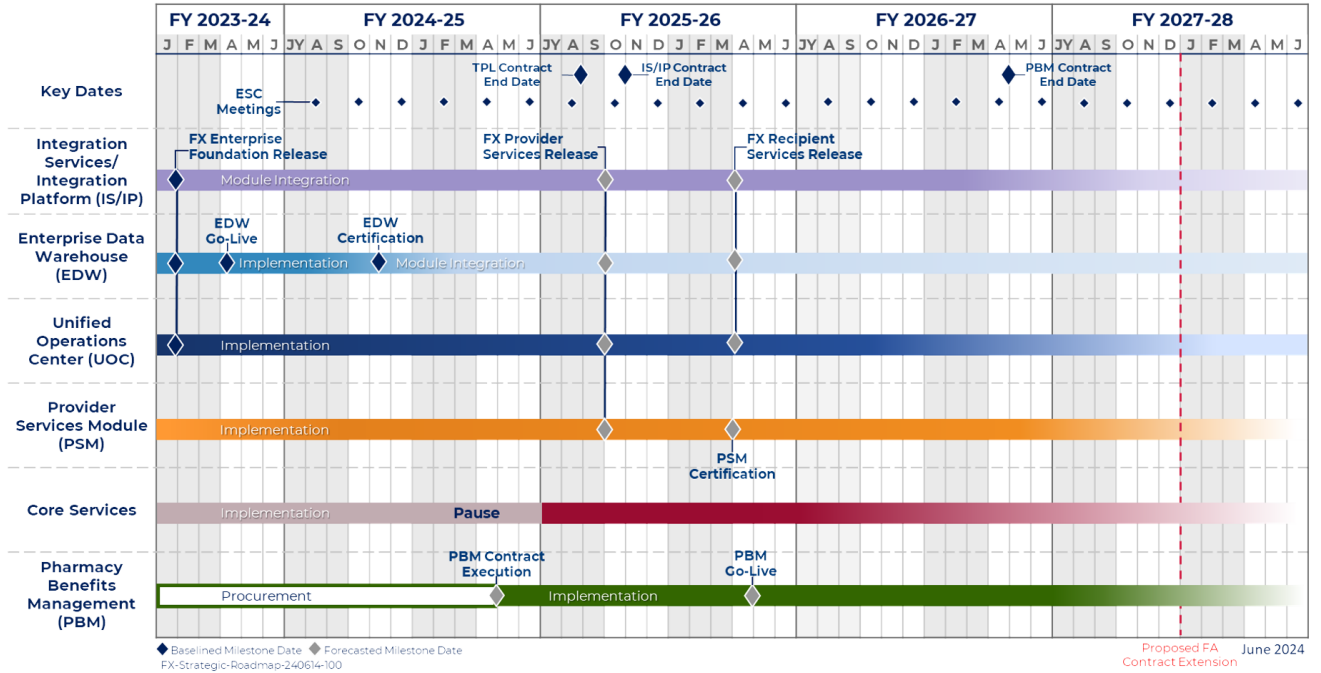 FY 2023-24 FY 2024-25 FY 2025-26 FY 2026-27 FY 2027-28
J F M A M J JY A S O N D J F M A M J JY A S O N D J F M A M J JY A S O N D J F M A M J JY A S O N D J F M A M J
Key Dates
ESC
Meetings
TPL Contract
End Date
IS/IP Contract
End Date
PBM Contract
End Date
Integration
Services/
Integration
Platform (IS/IP)
FX Enterprise
Foundation Release
FX Provider
Services Release
FX Recipient
Services Release
Module Integration
Enterprise Data
Warehouse
(EDW)
EDW
Go-Live
EDW
Certification
Implementation
Module Integration
Unified
Operations
Center (UOC)
Implementation
Provider
Services Module
(PSM)
Implementation
PSM
Certification
Core Services
Implementation
Pause
Pharmacy
Benefits
Management
(PBM)
PBM Contract
Execution
PBM
Go-Live
Procurement
Implementation
Baselined Milestone Date Forecasted Milestone Date
FX-Strategic-Roadmap-240614-100
Proposed FA
Contract Extension
June 2024